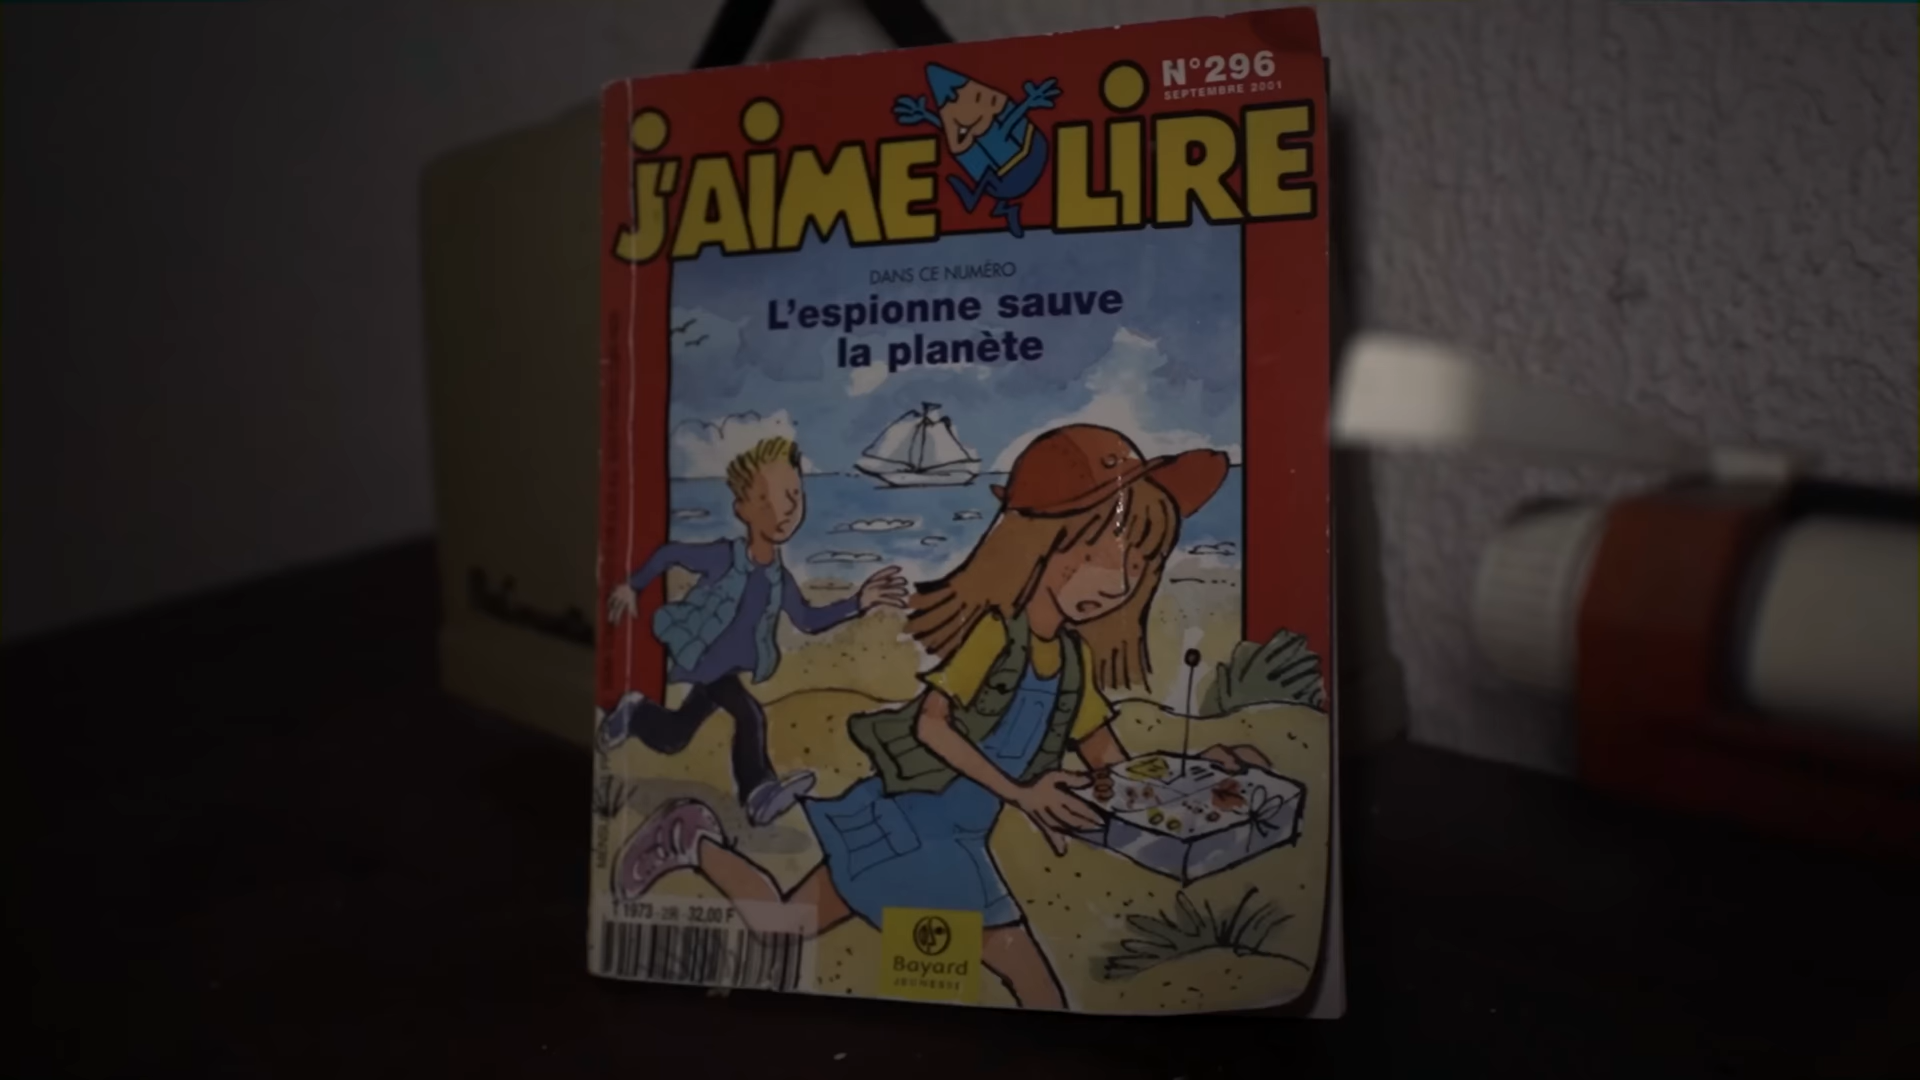 N°296
SEPTEMBRE 2001
J'AIME LIRE
DANS CE NUMÉRO
L'espionne sauve
la planète
32,00 F
Bayard
JEUNESSE